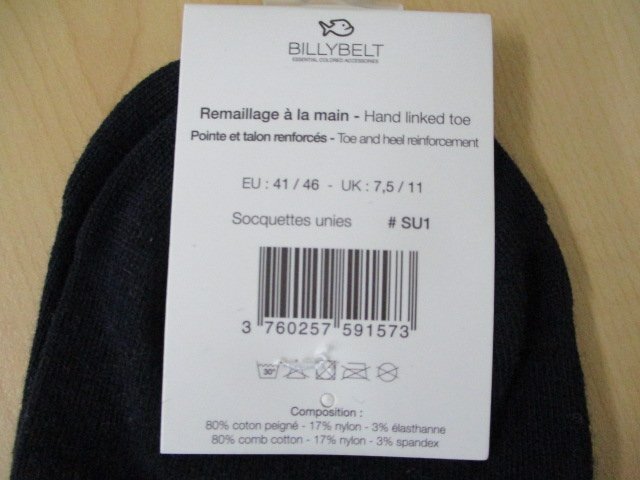 BILLYBELT
ESSENTIAL COLORED ACCESSORIES
Remaillage à la main - Hand linked toe
Pointe et talon renforcés - Toe and heel reinforcement
EU : 41 / 46 - UK : 7,5 / 11
Socquettes unies # SU1
3 760257 591573
30°
Composition :
80% coton peigné - 17% nylon - 3% élasthanne
80% comb cotton - 17% nylon - 3% spandex